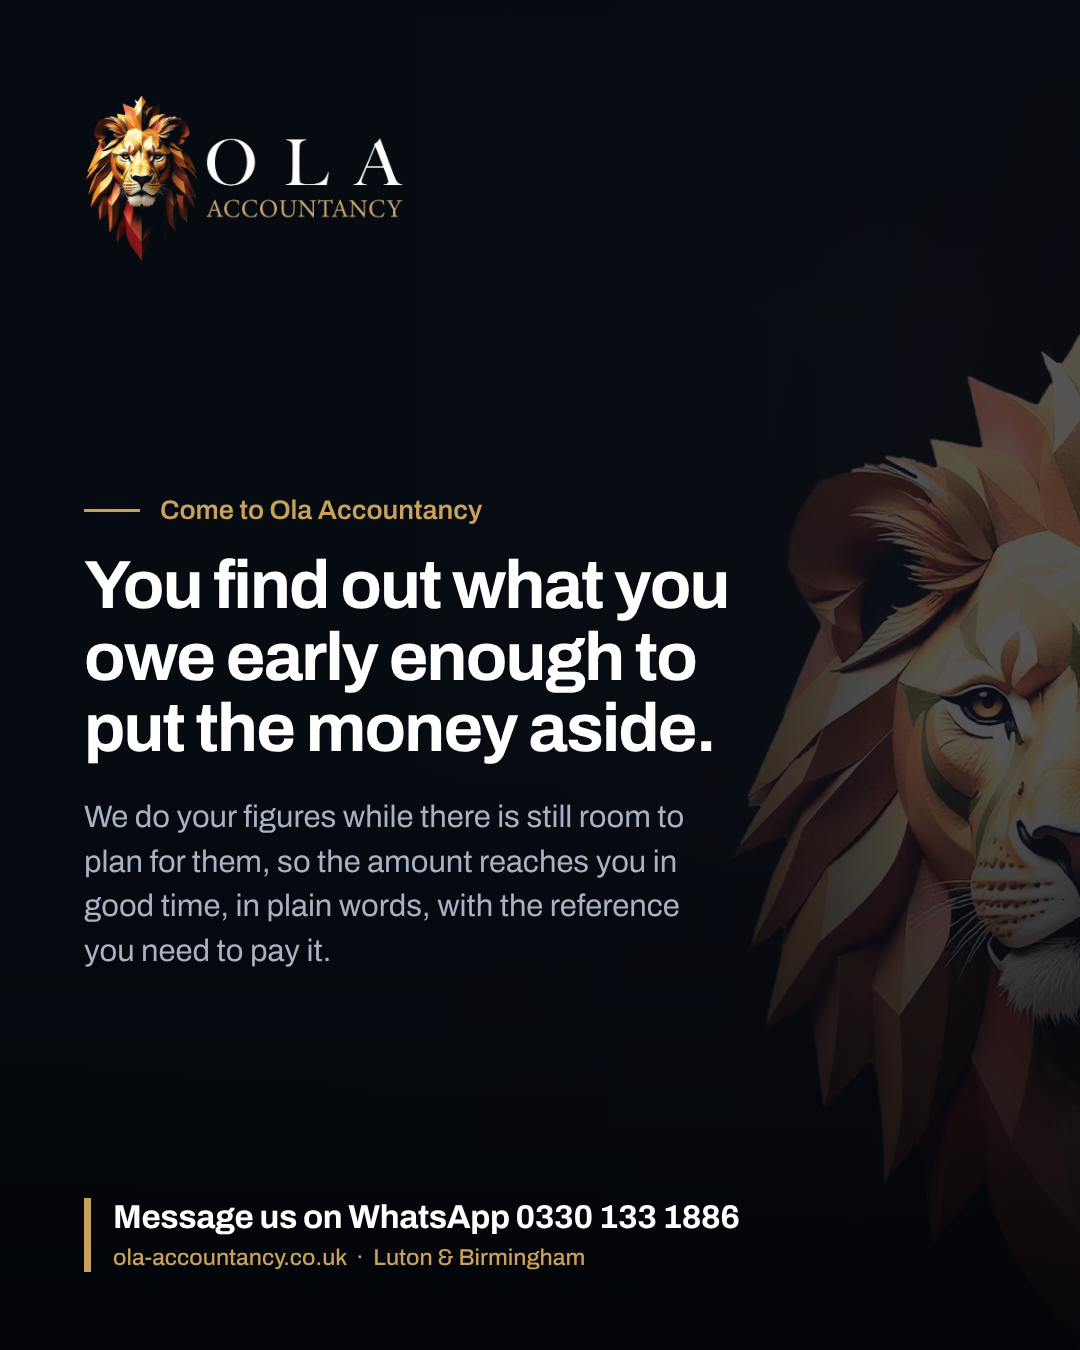 O L A
ACCOUNTANCY
Come to Ola Accountancy
You find out what you
owe early enough to
put the money aside.
We do your figures while there is still room to
plan for them, so the amount reaches you in
good time, in plain words, with the reference
you need to pay it.
Message us on WhatsApp 0330 133 1886
ola-accountancy.co.uk · Luton & Birmingham